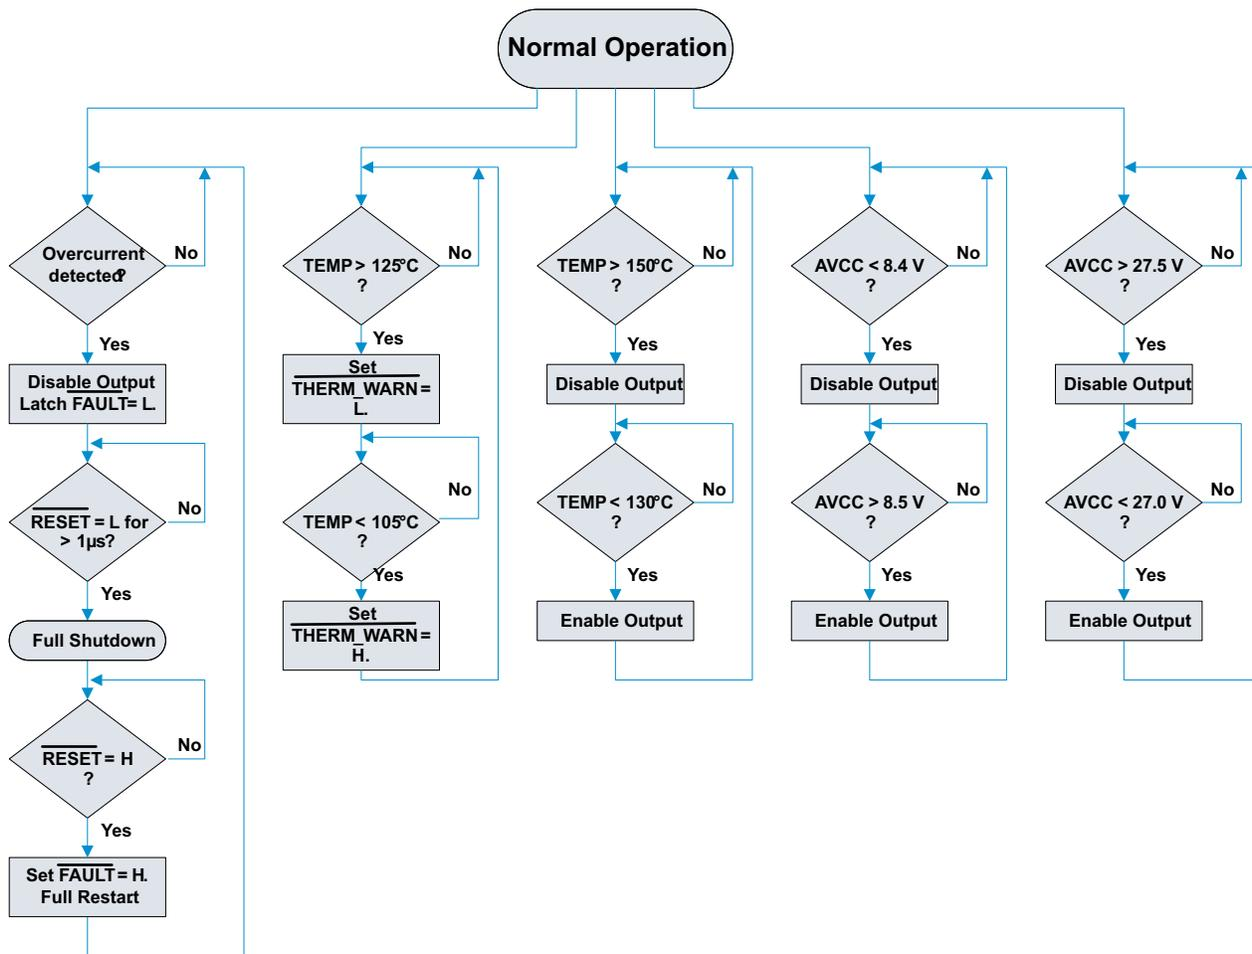 Normal Operation
Overcurrent
detected?
No
Yes
Disable Output
Latch FAULT = L.
RESET = L for
> 1µs?
No
Yes
Full Shutdown
RESET = H
?
No
Yes
Set FAULT = H.
Full Restart
TEMP > 125°C
?
No
Yes
Set
THERM_WARN =
L.
TEMP < 105°C
?
No
Yes
Set
THERM_WARN =
H.
TEMP > 150°C
?
No
Yes
Disable Output
TEMP < 130°C
?
No
Yes
Enable Output
AVCC < 8.4 V
?
No
Yes
Disable Output
AVCC > 8.5 V
?
No
Yes
Enable Output
AVCC > 27.5 V
?
No
Yes
Disable Output
AVCC < 27.0 V
?
No
Yes
Enable Output